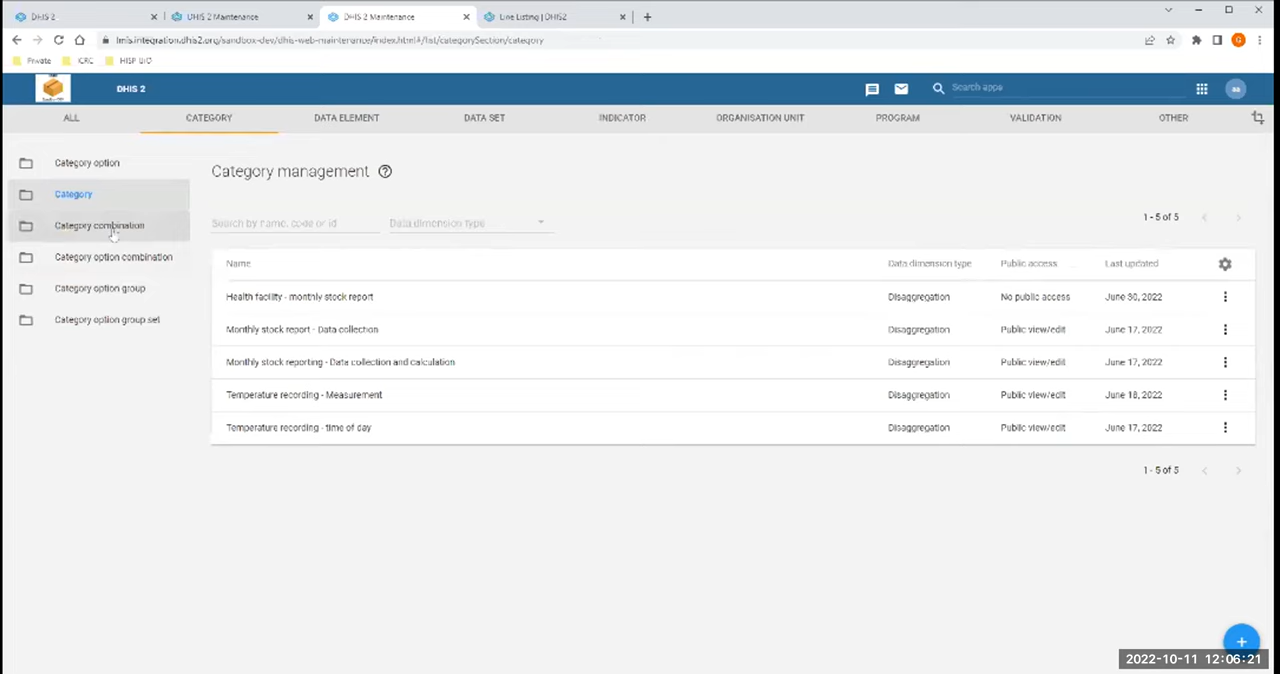 DHIS 2
DHIS 2 Maintenance
DHIS 2 Maintenance
Line Listing | DHIS2
lmis.integration.dhis2.org/sandbox-dev/dhis-web-maintenance/index.html#/list/categorySection/category
Private
ICRC
HISP UiO
DHIS 2
Search apps
ALL
CATEGORY
DATA ELEMENT
DATA SET
INDICATOR
ORGANISATION UNIT
PROGRAM
VALIDATION
OTHER
Category option
Category
Category combination
Category option combination
Category option group
Category option group set
Category management
Search by name, code or id
Data dimension type
1 - 5 of 5
Name Data dimension type Public access Last updated
Health facility - monthly stock report Disaggregation No public access June 30, 2022
Monthly stock report - Data collection Disaggregation Public view/edit June 17, 2022
Monthly stock reporting - Data collection and calculation Disaggregation Public view/edit June 17, 2022
Temperature recording - Measurement Disaggregation Public view/edit June 18, 2022
Temperature recording - time of day Disaggregation Public view/edit June 17, 2022
1 - 5 of 5
2022-10-11 12:06:21